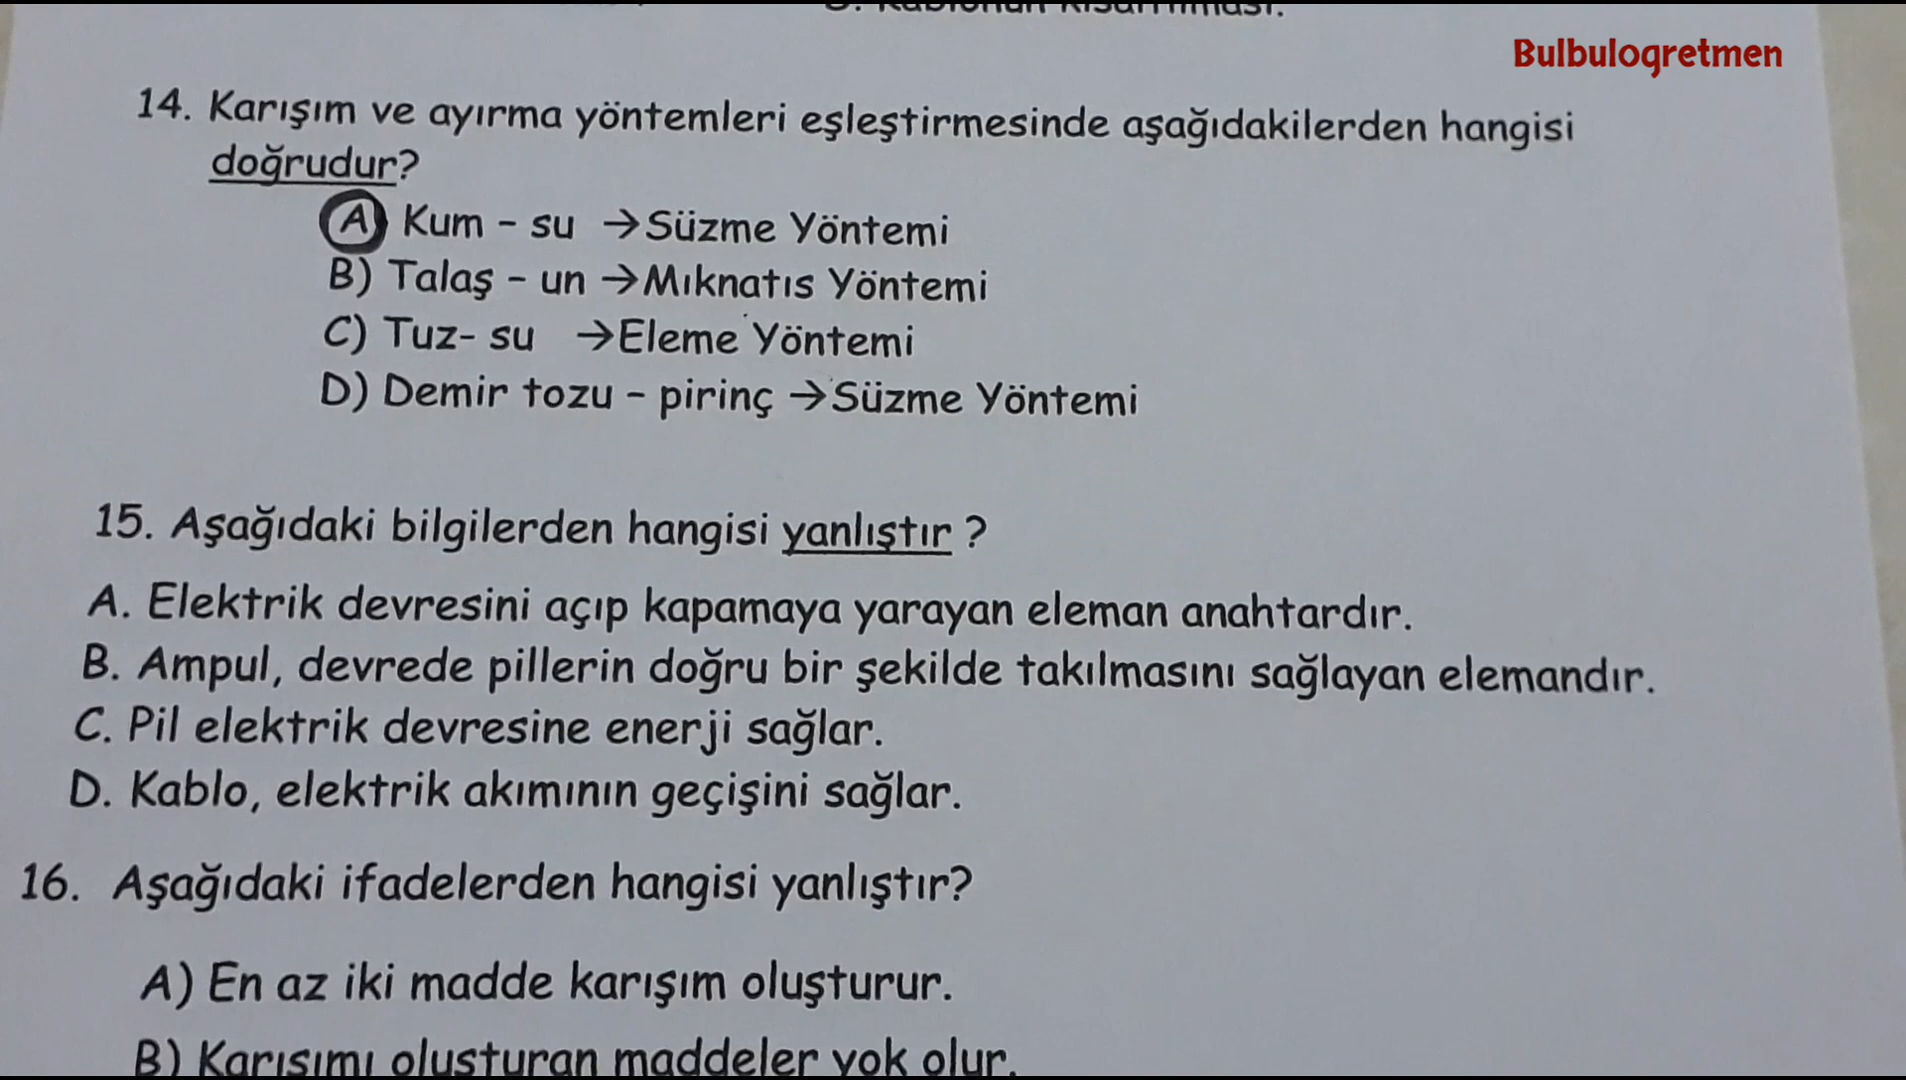 Bulbulogretmen
14. Karışım ve ayırma yöntemleri eşleştirmesinde aşağıdakilerden hangisi
doğrudur?
A) Kum - su →Süzme Yöntemi
B) Talaş - un →Mıknatıs Yöntemi
C) Tuz- su →Eleme Yöntemi
D) Demir tozu - pirinç →Süzme Yöntemi
15. Aşağıdaki bilgilerden hangisi yanlıştır ?
A. Elektrik devresini açıp kapamaya yarayan eleman anahtardır.
B. Ampul, devrede pillerin doğru bir şekilde takılmasını sağlayan elemandır.
C. Pil elektrik devresine enerji sağlar.
D. Kablo, elektrik akımının geçişini sağlar.
16. Aşağıdaki ifadelerden hangisi yanlıştır?
A) En az iki madde karışım oluşturur.
B) Karışımı oluşturan maddeler yok olur.